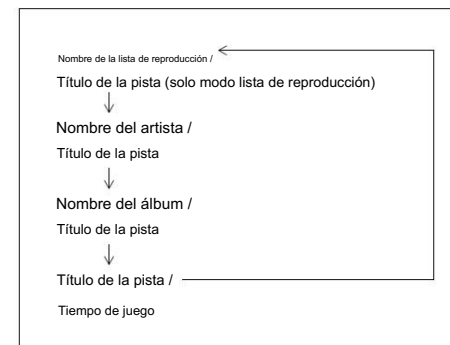 Nombre de la lista de reproducción /
Título de la pista (solo modo lista de reproducción)
Nombre del artista /
Título de la pista
Nombre del álbum /
Título de la pista
Título de la pista /
Tiempo de juego